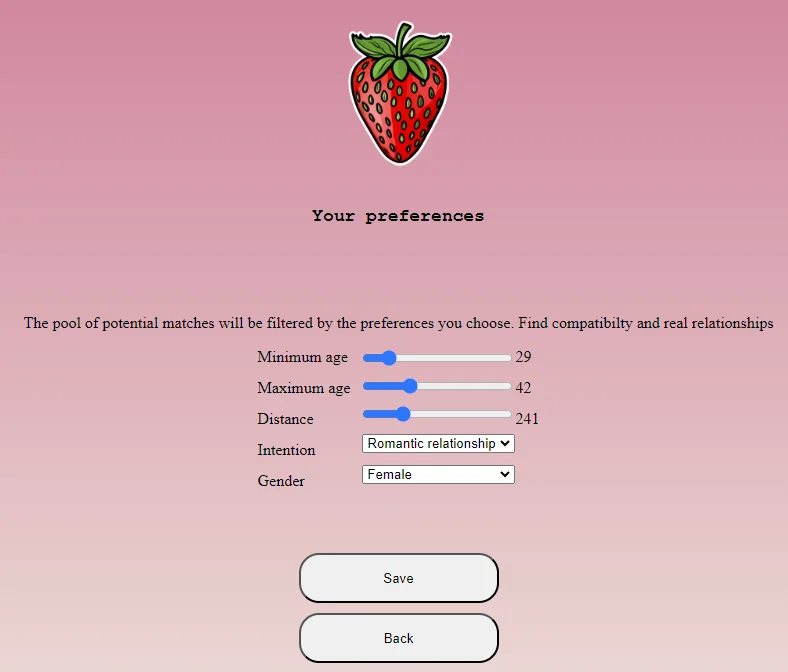 Your preferences
The pool of potential matches will be filtered by the preferences you choose. Find compatibilty and real relationships
Minimum age 29
Maximum age 42
Distance 241
Intention Romantic relationship
Gender Female
Save
Back